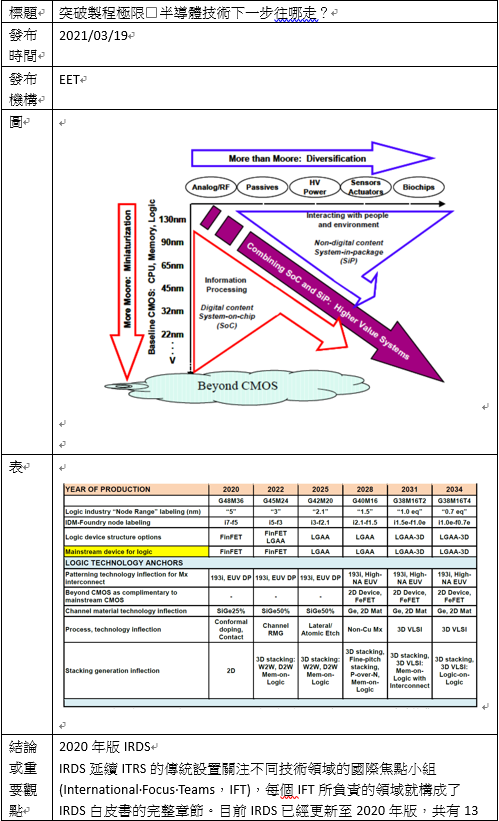 標題
突破製程極限□半導體技術下一步往哪走？
發布
時間
2021/03/19
發布
機構
EET
圖
More than Moore: Diversification
Analog/RF
Passives
HV
Power
Sensors
Actuators
Biochips
More Moore: Miniaturization
Baseline CMOS: CPU, Memory, Logic
130nm
90nm
65nm
45nm
32nm
22nm
V
Interacting with people
and environment
Non-digital content
System-in-package
(SiP)
Combining SoC and SiP: Higher Value Systems
Information
Processing
Digital content
System-on-chip
(SoC)
Beyond CMOS
表
YEAR OF PRODUCTION 2020 2022 2025 2028 2031 2034
G48M36 G45M24 G42M20 G40M16 G38M16T2 G38M16T4
Logic industry "Node Range" labeling (nm) "5" "3" "2.1" "1.5" "1.0 eq" "0.7 eq"
IDM-Foundry node labeling i7-f5 i5-f3 i3-f2.1 i2.1-f1.5 i1.5e-f1.0e i1.0e-f0.7e
Logic device structure options FinFET FinFET LGAA LGAA LGAA LGAA-3D LGAA-3D
Mainstream device for logic FinFET FinFET LGAA LGAA LGAA-3D LGAA-3D
LOGIC TECHNOLOGY ANCHORS
Patterning technology inflection for Mx interconnect 193i, EUV DP 193i, EUV DP 193i, EUV DP 193i, High-NA EUV 193i, High-NA EUV 193i, High-NA EUV
Beyond CMOS as complimentary to mainstream CMOS - - - 2D Device, FeFET 2D Device, FeFET 2D Device, FeFET
Channel material technology inflection SiGe25% SiGe50% SiGe50% Ge, 2D Mat Ge, 2D Mat Ge, 2D Mat
Process, technology inflection Conformal doping, Contact Channel RMG Lateral/Atomic Etch Non-Cu Mx 3D VLSI 3D VLSI
Stacking generation inflection 2D 3D stacking: W2W, D2W Mem-on-Logic 3D stacking: W2W, D2W Mem-on-Logic 3D stacking, Fine-pitch stacking, P-over-N, Mem-on-Logic 3D stacking, 3D VLSI: Mem-on-Logic with Interconnect 3D stacking, 3D VLSI: Logic-on-Logic
結論
或重
要觀
點
2020 年版 IRDS
IRDS 延續 ITRS 的傳統設置關注不同技術領域的國際焦點小組
(International·Focus·Teams，IFT)，每個 IFT 所負責的領域就構成了
IRDS 白皮書的完整章節。目前 IRDS 已經更新至 2020 年版，共有 13